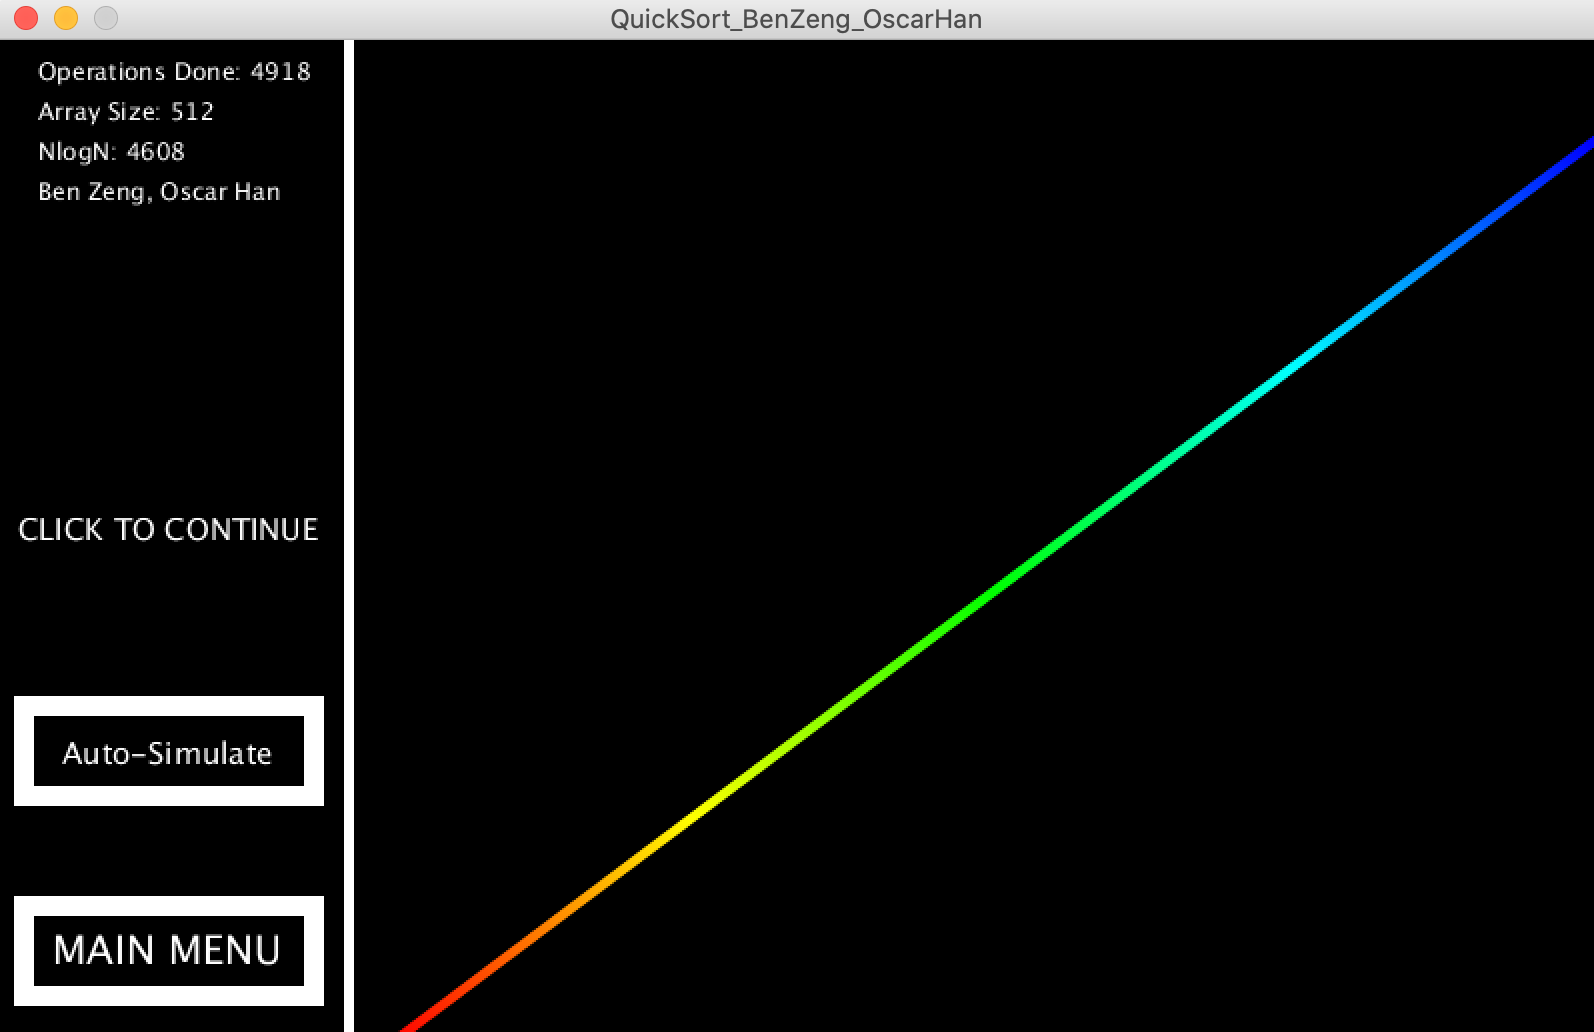 QuickSort_BenZeng_OscarHan
Operations Done: 4918
Array Size: 512
NlogN: 4608
Ben Zeng, Oscar Han
CLICK TO CONTINUE
Auto-Simulate
MAIN MENU